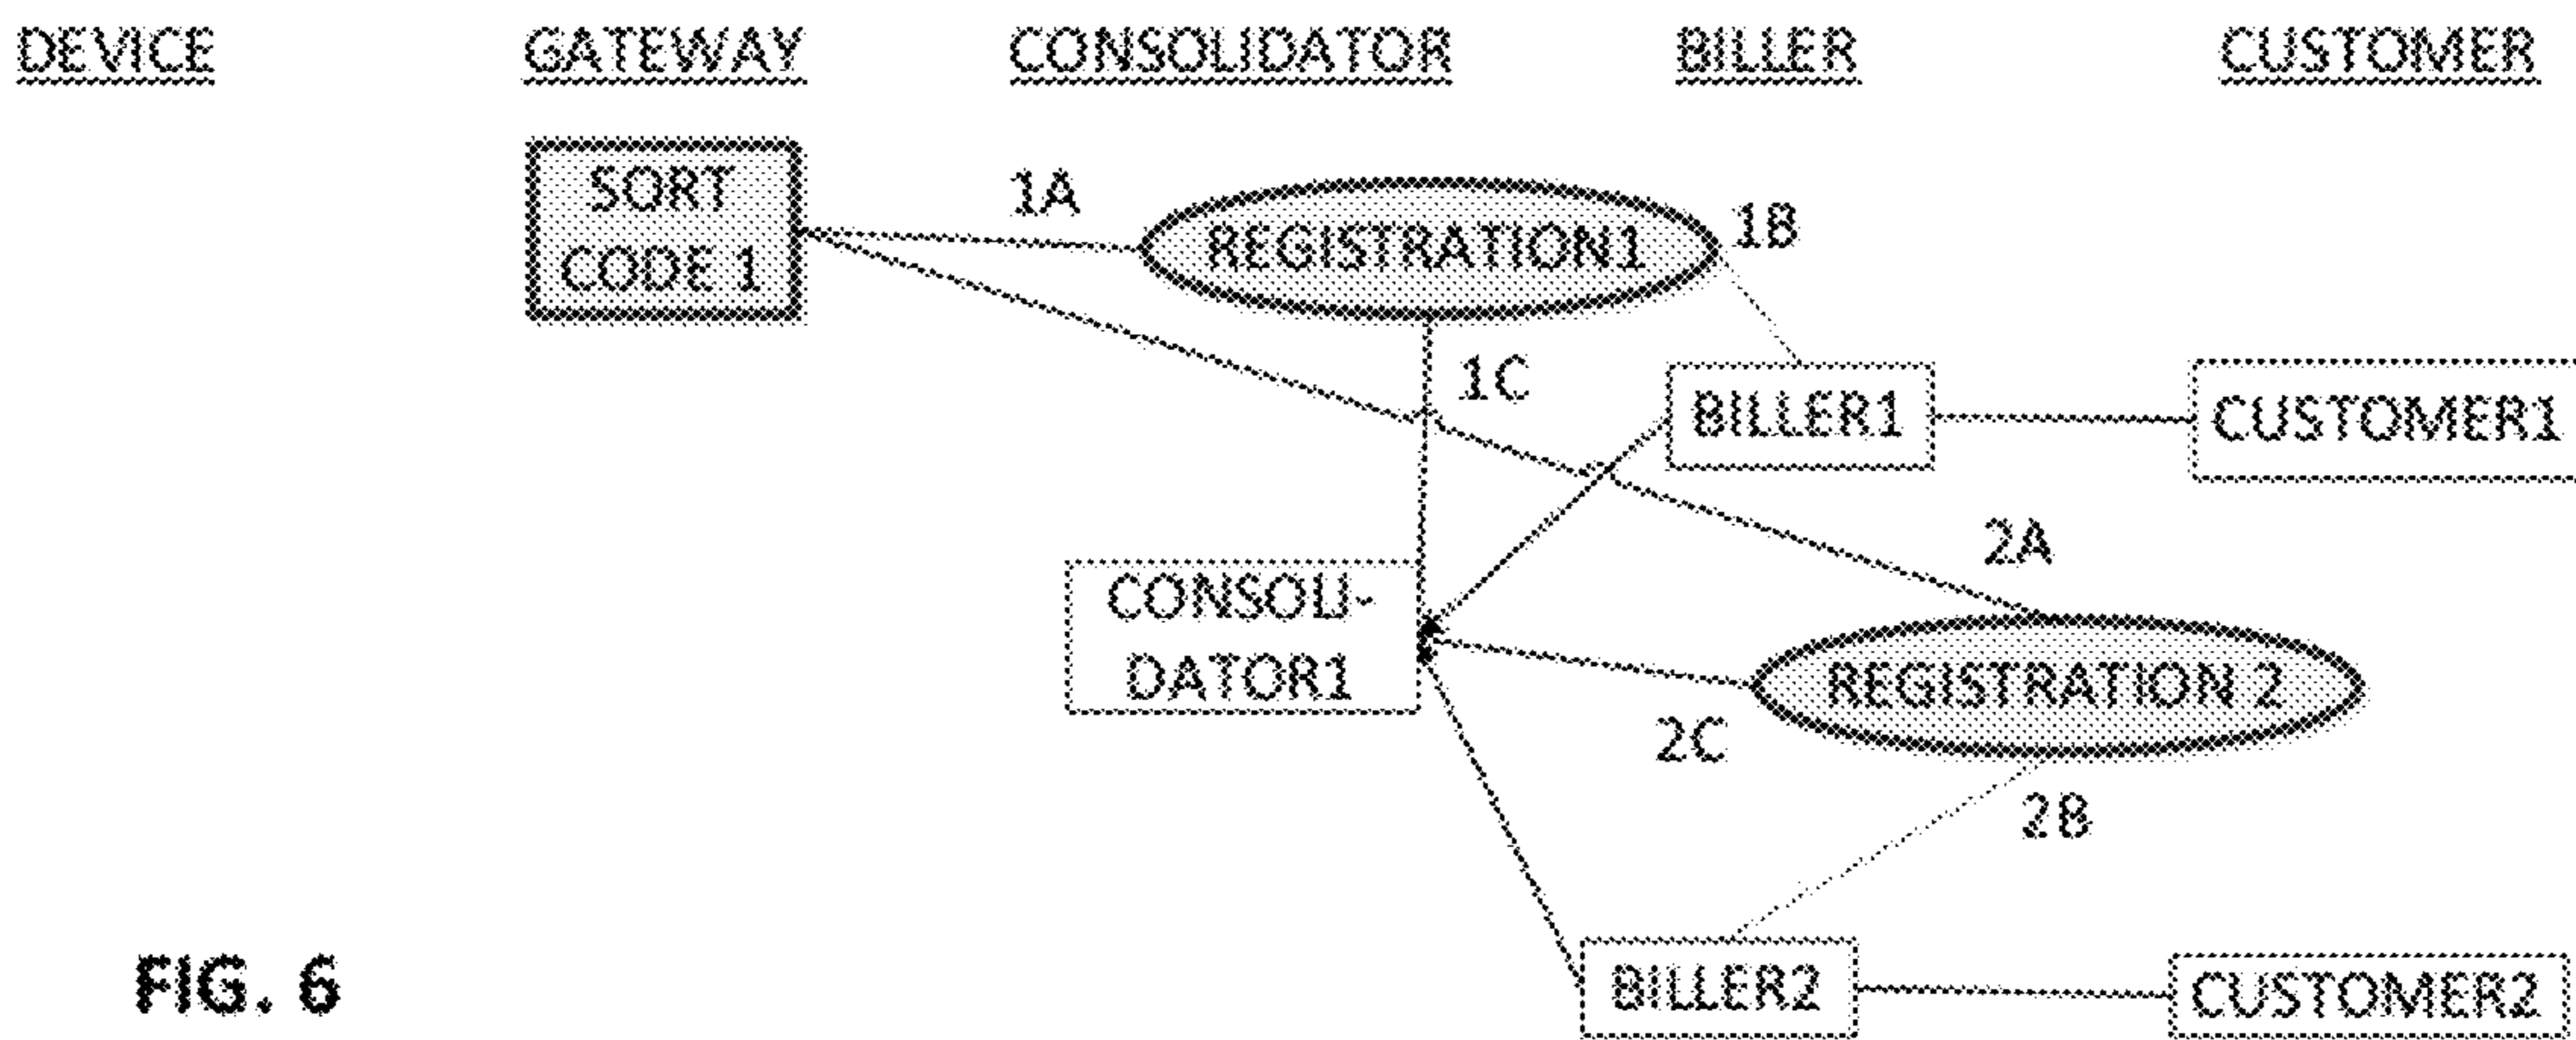 DEVICE GATEWAY CONSOLIDATOR BILLER CUSTOMER
SORT
CODE 1
1A
REGISTRATION1
1B
1C
BILLER1
CUSTOMER1
2A
CONSOLI-
DATOR1
REGISTRATION 2
2C
2B
BILLER2
CUSTOMER2
FIG. 6